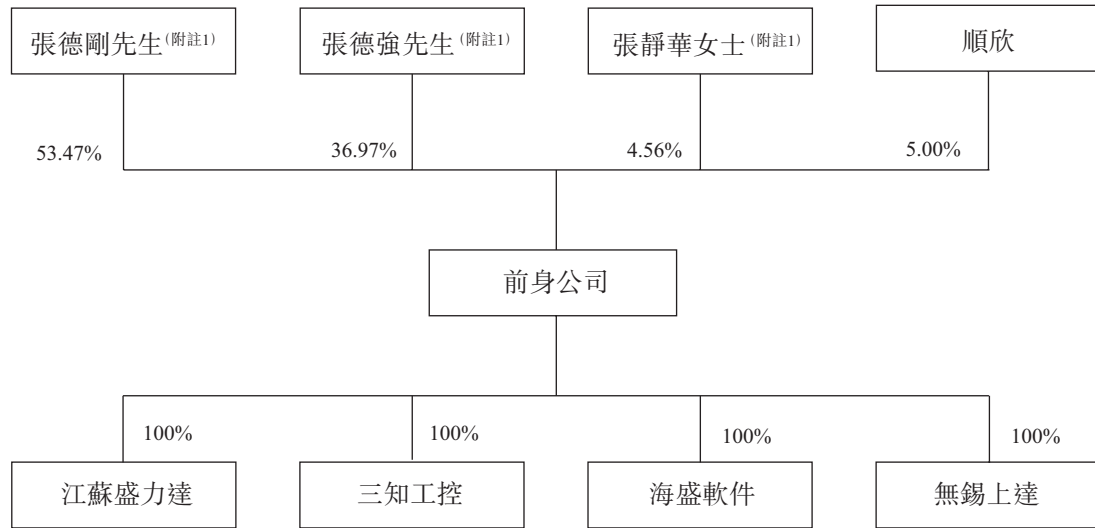 張德剛先生(附註1)
張德強先生(附註1)
張靜華女士(附註1)
順欣
53.47%
36.97%
4.56%
5.00%
前身公司
100%
100%
100%
100%
江蘇盛力達
三知工控
海盛軟件
無錫上達